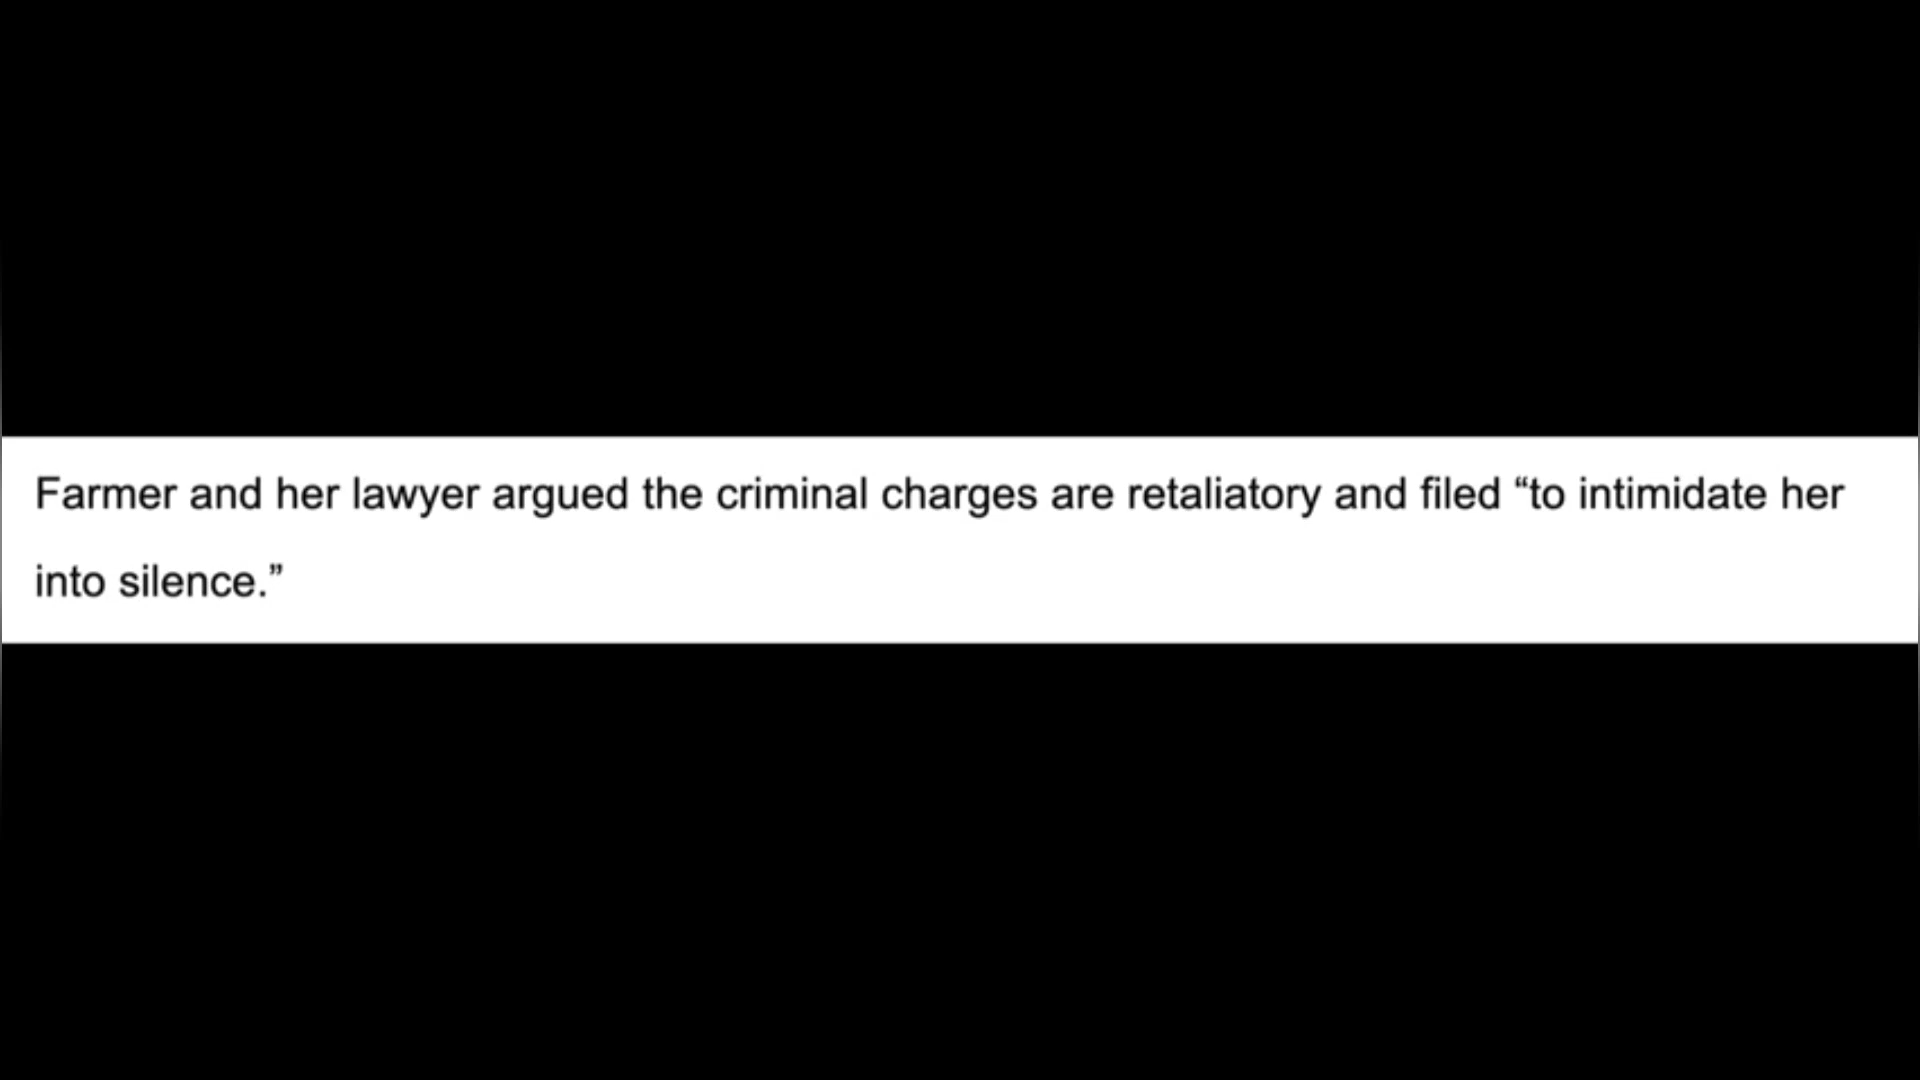 Farmer and her lawyer argued the criminal charges are retaliatory and filed “to intimidate her
into silence.”